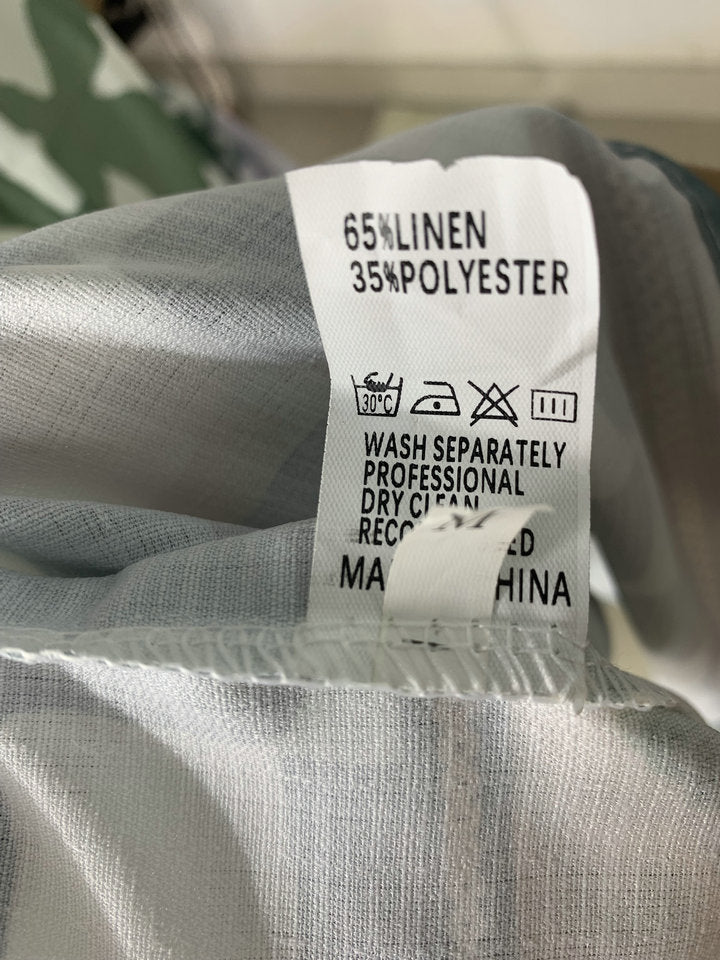 65%LINEN
35%POLYESTER
30°C
WASH SEPARATELY
PROFESSIONAL
DRY CLEAN
M